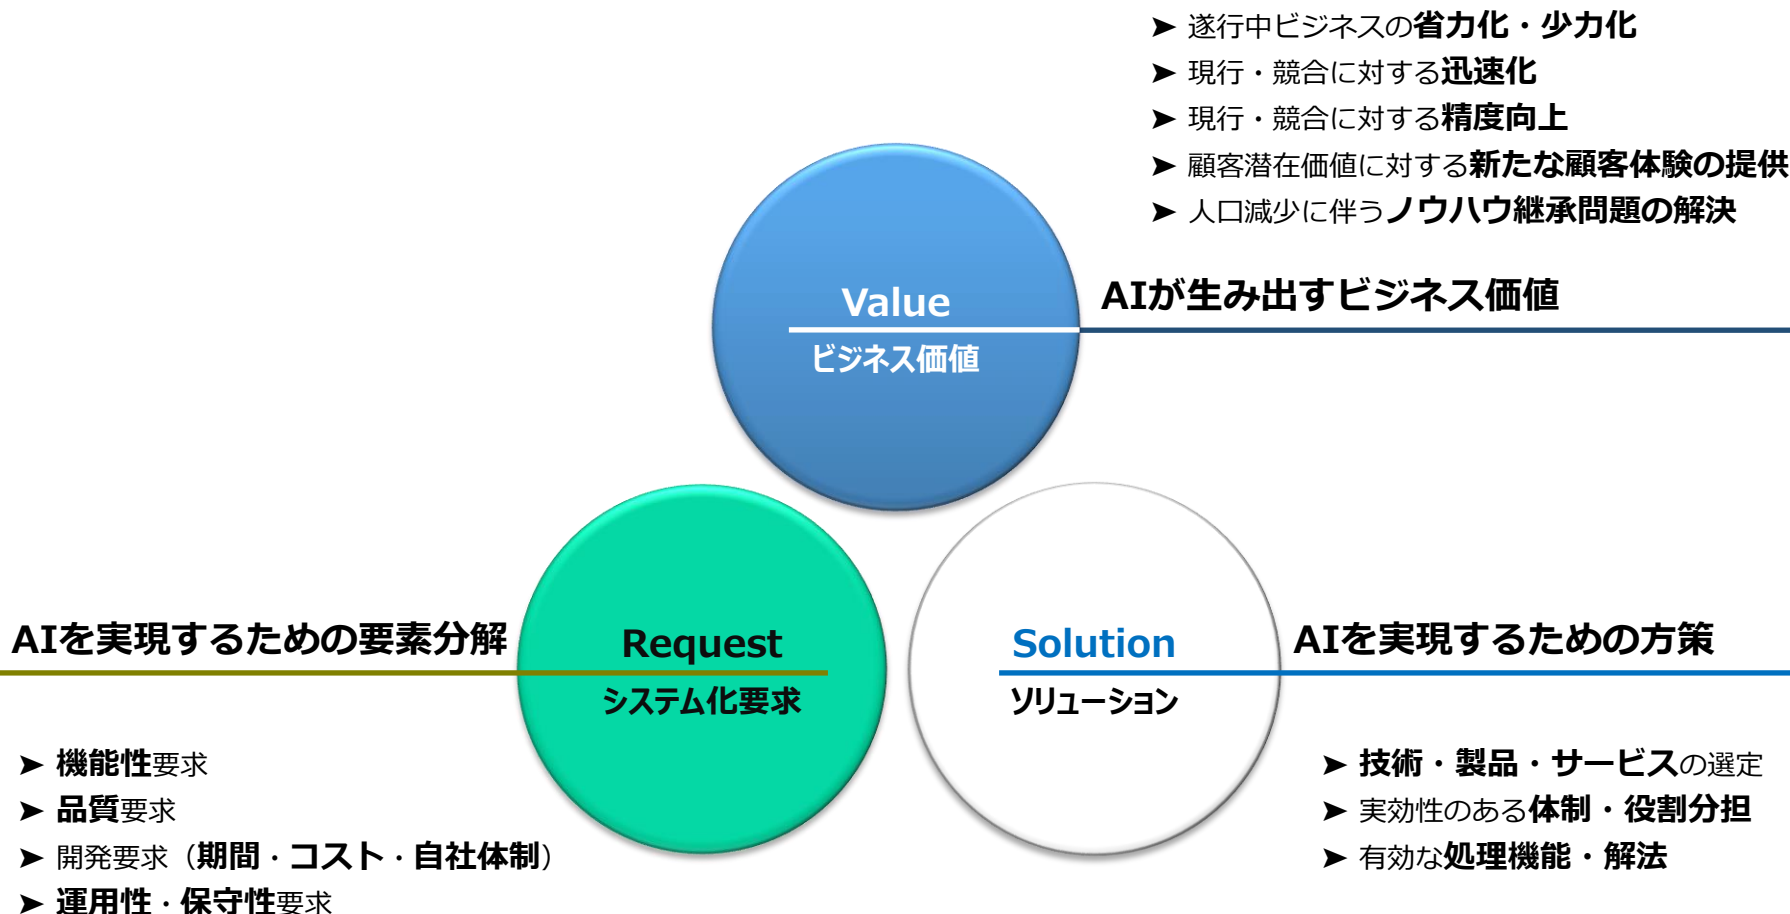 ➤ 遂行中ビジネスの省力化・少力化
➤ 現行・競合に対する迅速化
➤ 現行・競合に対する精度向上
➤ 顧客潜在価値に対する新たな顧客体験の提供
➤ 人口減少に伴うノウハウ継承問題の解決
AIが生み出すビジネス価値
Value
ビジネス価値
AIを実現するための要素分解
Request
システム化要求
➤ 機能性要求
➤ 品質要求
➤ 開発要求（期間・コスト・自社体制）
➤ 運用性・保守性要求
Solution
ソリューション
AIを実現するための方策
➤ 技術・製品・サービスの選定
➤ 実効性のある体制・役割分担
➤ 有効な処理機能・解法